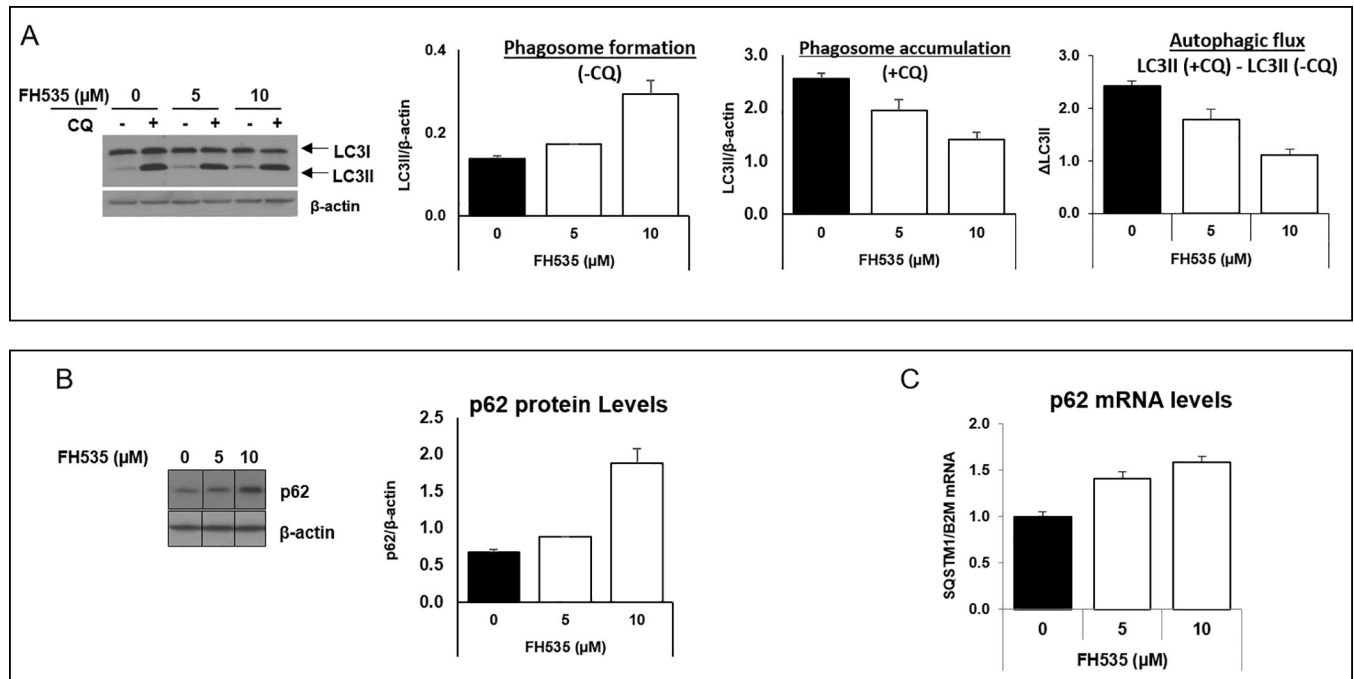 A
FH535 (μM) 0 5 10
CQ - + - + - +
LC3I
LC3II
β-actin
Phagosome formation
(-CQ)
LC3II/β-actin
0.4
0.2
0.0
0 5 10
FH535 (μM)
Phagosome accumulation
(+CQ)
LC3II/β-actin
3.0
2.0
1.0
0.0
0 5 10
FH535 (μM)
Autophagic flux
LC3II (+CQ) - LC3II (-CQ)
ΔLC3II
3.0
2.0
1.0
0.0
0 5 10
FH535 (μM)
B
FH535 (μM) 0 5 10
p62
β-actin
p62 protein Levels
p62/β-actin
2.5
2.0
1.5
1.0
0.5
0.0
0 5 10
FH535 (μM)
C
p62 mRNA levels
SQSTM1/B2M mRNA
2.0
1.5
1.0
0.5
0.0
0 5 10
FH535 (μM)